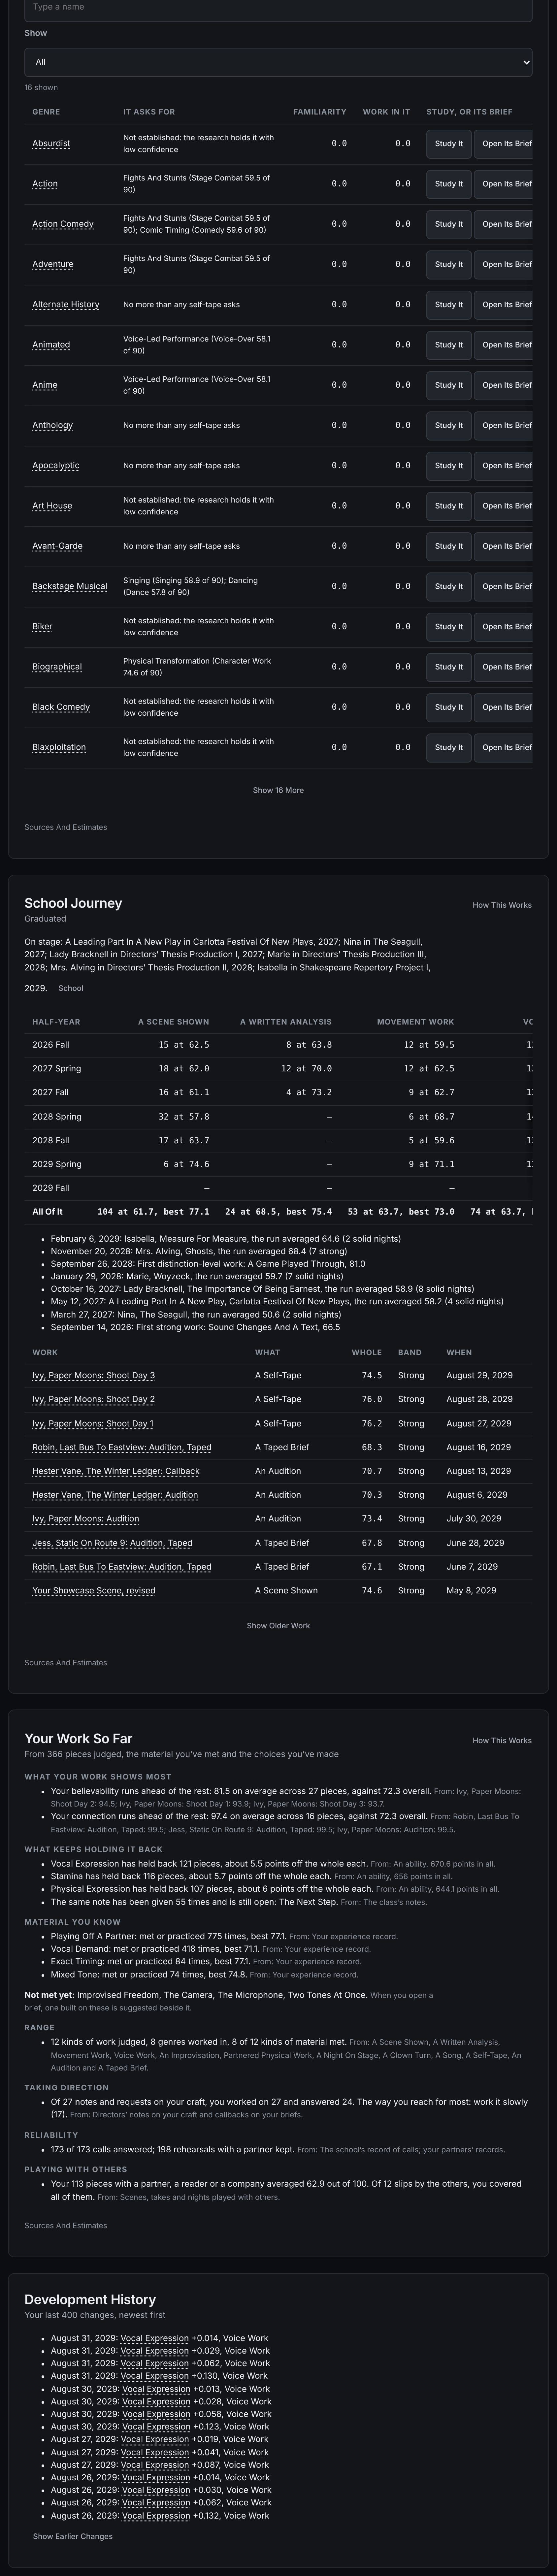 Type a name
Show
All
16 shown
GENRE IT ASKS FOR FAMILIARITY WORK IN IT STUDY, OR ITS BRIEF
Absurdist Not established: the research holds it with low confidence 0.0 0.0 Study It Open Its Brief
Action Fights And Stunts (Stage Combat 59.5 of 90) 0.0 0.0 Study It Open Its Brief
Action Comedy Fights And Stunts (Stage Combat 59.5 of 90); Comic Timing (Comedy 59.6 of 90) 0.0 0.0 Study It Open Its Brief
Adventure Fights And Stunts (Stage Combat 59.5 of 90) 0.0 0.0 Study It Open Its Brief
Alternate History No more than any self-tape asks 0.0 0.0 Study It Open Its Brief
Animated Voice-Led Performance (Voice-Over 58.1 of 90) 0.0 0.0 Study It Open Its Brief
Anime Voice-Led Performance (Voice-Over 58.1 of 90) 0.0 0.0 Study It Open Its Brief
Anthology No more than any self-tape asks 0.0 0.0 Study It Open Its Brief
Apocalyptic No more than any self-tape asks 0.0 0.0 Study It Open Its Brief
Art House Not established: the research holds it with low confidence 0.0 0.0 Study It Open Its Brief
Avant-Garde No more than any self-tape asks 0.0 0.0 Study It Open Its Brief
Backstage Musical Singing (Singing 58.9 of 90); Dancing (Dance 57.8 of 90) 0.0 0.0 Study It Open Its Brief
Biker Not established: the research holds it with low confidence 0.0 0.0 Study It Open Its Brief
Biographical Physical Transformation (Character Work 74.6 of 90) 0.0 0.0 Study It Open Its Brief
Black Comedy Not established: the research holds it with low confidence 0.0 0.0 Study It Open Its Brief
Blaxploitation Not established: the research holds it with low confidence 0.0 0.0 Study It Open Its Brief
Show 16 More
Sources And Estimates
School Journey How This Works
Graduated
On stage: A Leading Part In A New Play in Carlotta Festival Of New Plays, 2027; Nina in The Seagull,
2027; Lady Bracknell in Directors' Thesis Production I, 2027; Marie in Directors' Thesis Production III,
2028; Mrs. Alving in Directors' Thesis Production II, 2028; Isabella in Shakespeare Repertory Project I,
2029. School
HALF-YEAR A SCENE SHOWN A WRITTEN ANALYSIS MOVEMENT WORK
2026 Fall 15 at 62.5 8 at 63.8 12 at 59.5
2027 Spring 18 at 62.0 12 at 70.0 12 at 62.5
2027 Fall 16 at 61.1 4 at 73.2 9 at 62.7
2028 Spring 32 at 57.8 — 6 at 68.7
2028 Fall 17 at 63.7 — 5 at 59.6
2029 Spring 6 at 74.6 — 9 at 71.1
2029 Fall — — —
All Of It 104 at 61.7, best 77.1 24 at 68.5, best 75.4 53 at 63.7, best 73.0 74 at 63.7,
• February 6, 2029: Isabella, Measure For Measure, the run averaged 64.6 (2 solid nights)
• November 20, 2028: Mrs. Alving, Ghosts, the run averaged 68.4 (7 strong)
• September 26, 2028: First distinction-level work: A Game Played Through, 81.0
• January 29, 2028: Marie, Woyzeck, the run averaged 59.7 (7 solid nights)
• October 16, 2027: Lady Bracknell, The Importance Of Being Earnest, the run averaged 58.9 (8 solid nights)
• May 12, 2027: A Leading Part In A New Play, Carlotta Festival Of New Plays, the run averaged 58.2 (4 solid nights)
• March 27, 2027: Nina, The Seagull, the run averaged 50.6 (2 solid nights)
• September 14, 2026: First strong work: Sound Changes And A Text, 66.5
WORK WHAT WHOLE BAND WHEN
Ivy, Paper Moons: Shoot Day 3 A Self-Tape 74.5 Strong August 29, 2029
Ivy, Paper Moons: Shoot Day 2 A Self-Tape 76.0 Strong August 28, 2029
Ivy, Paper Moons: Shoot Day 1 A Self-Tape 76.2 Strong August 27, 2029
Robin, Last Bus To Eastview: Audition, Taped A Taped Brief 68.3 Strong August 16, 2029
Hester Vane, The Winter Ledger: Callback An Audition 70.7 Strong August 13, 2029
Hester Vane, The Winter Ledger: Audition An Audition 70.3 Strong August 6, 2029
Ivy, Paper Moons: Audition An Audition 73.4 Strong July 30, 2029
Jess, Static On Route 9: Audition, Taped A Taped Brief 67.8 Strong June 28, 2029
Robin, Last Bus To Eastview: Audition, Taped A Taped Brief 67.1 Strong June 7, 2029
Your Showcase Scene, revised A Scene Shown 74.6 Strong May 8, 2029
Show Older Work
Sources And Estimates
Your Work So Far How This Works
From 366 pieces judged, the material you've met and the choices you've made
WHAT YOUR WORK SHOWS MOST
• Your believability runs ahead of the rest: 81.5 on average across 27 pieces, against 72.3 overall. From: Ivy, Paper Moons:
Shoot Day 2: 94.5; Ivy, Paper Moons: Shoot Day 1: 93.9; Ivy, Paper Moons: Shoot Day 3: 93.7.
• Your connection runs ahead of the rest: 97.4 on average across 16 pieces, against 72.3 overall. From: Robin, Last Bus To
Eastview: Audition, Taped: 99.5; Jess, Static On Route 9: Audition, Taped: 99.5; Ivy, Paper Moons: Audition: 99.5.
WHAT KEEPS HOLDING IT BACK
• Vocal Expression has held back 121 pieces, about 5.5 points off the whole each. From: An ability, 670.6 points in all.
• Stamina has held back 116 pieces, about 5.7 points off the whole each. From: An ability, 656 points in all.
• Physical Expression has held back 107 pieces, about 6 points off the whole each. From: An ability, 644.1 points in all.
• The same note has been given 55 times and is still open: The Next Step. From: The class's notes.
MATERIAL YOU KNOW
• Playing Off A Partner: met or practiced 775 times, best 77.1. From: Your experience record.
• Vocal Demand: met or practiced 418 times, best 71.1. From: Your experience record.
• Exact Timing: met or practiced 84 times, best 77.1. From: Your experience record.
• Mixed Tone: met or practiced 74 times, best 74.8. From: Your experience record.
Not met yet: Improvised Freedom, The Camera, The Microphone, Two Tones At Once. When you open a
brief, one built on these is suggested beside it.
RANGE
• 12 kinds of work judged, 8 genres worked in, 8 of 12 kinds of material met. From: A Scene Shown, A Written Analysis,
Movement Work, Voice Work, An Improvisation, Partnered Physical Work, A Night On Stage, A Clown Turn, A Song, A Self-Tape, An
Audition and A Taped Brief.
TAKING DIRECTION
• Of 27 notes and requests on your craft, you worked on 27 and answered 24. The way you reach for most: work it slowly
(17). From: Directors' notes on your craft and callbacks on your briefs.
RELIABILITY
• 173 of 173 calls answered; 198 rehearsals with a partner kept. From: The school's record of calls; your partners' records.
PLAYING WITH OTHERS
• Your 113 pieces with a partner, a reader or a company averaged 62.9 out of 100. Of 12 slips by the others, you covered
all of them. From: Scenes, takes and nights played with others.
Sources And Estimates
Development History
Your last 400 changes, newest first
• August 31, 2029: Vocal Expression +0.014, Voice Work
• August 31, 2029: Vocal Expression +0.029, Voice Work
• August 31, 2029: Vocal Expression +0.062, Voice Work
• August 31, 2029: Vocal Expression +0.130, Voice Work
• August 30, 2029: Vocal Expression +0.013, Voice Work
• August 30, 2029: Vocal Expression +0.028, Voice Work
• August 30, 2029: Vocal Expression +0.058, Voice Work
• August 30, 2029: Vocal Expression +0.123, Voice Work
• August 27, 2029: Vocal Expression +0.019, Voice Work
• August 27, 2029: Vocal Expression +0.041, Voice Work
• August 27, 2029: Vocal Expression +0.087, Voice Work
• August 26, 2029: Vocal Expression +0.014, Voice Work
• August 26, 2029: Vocal Expression +0.030, Voice Work
• August 26, 2029: Vocal Expression +0.062, Voice Work
• August 26, 2029: Vocal Expression +0.132, Voice Work
Show Earlier Changes